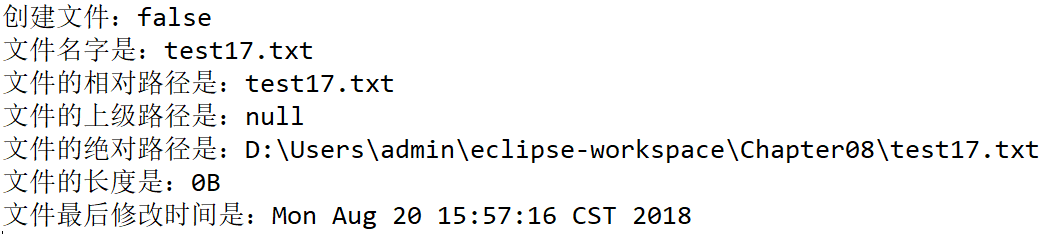 创建文件：false
文件名字是：test17.txt
文件的相对路径是：test17.txt
文件的上级路径是：null
文件的绝对路径是：D:\Users\admin\eclipse-workspace\Chapter08\test17.txt
文件的长度是：0B
文件最后修改时间是：Mon Aug 20 15:57:16 CST 2018